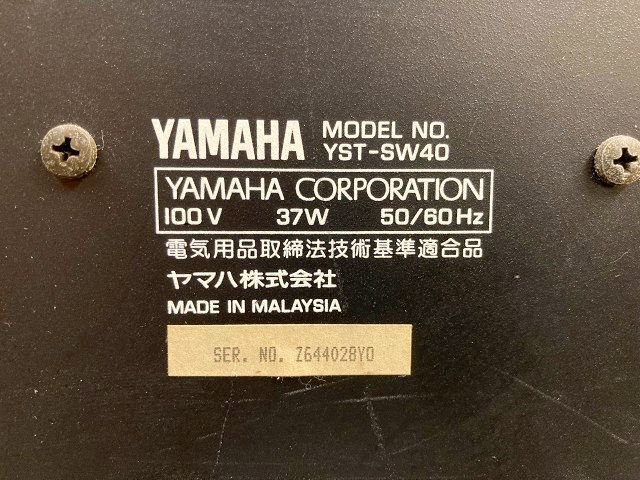 YAMAHA MODEL NO.
YST-SW40
YAMAHA CORPORATION
100V 37W 50/60Hz
電気用品取締法技術基準適合品
ヤマハ株式会社
MADE IN MALAYSIA
SER. NO. Z644028YO